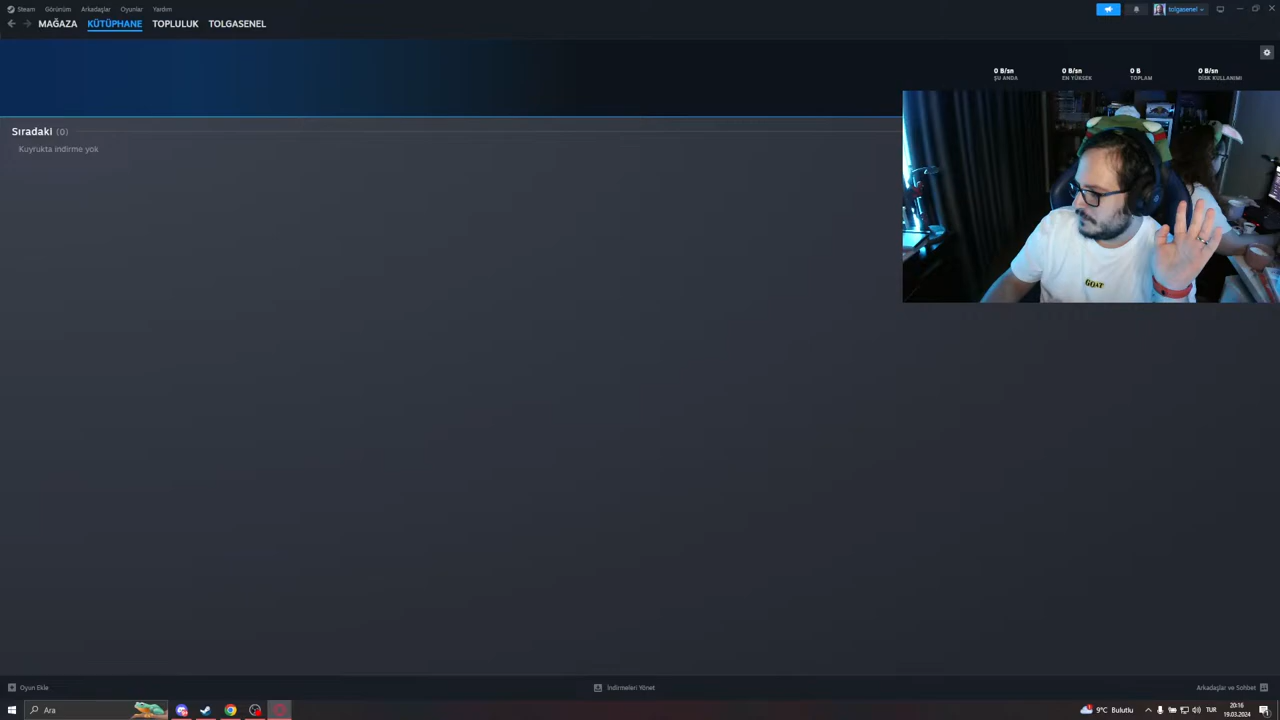 Steam Görünüm Arkadaşlar Oyunlar Yardım
tolgasenel
MAĞAZA KÜTÜPHANE TOPLULUK TOLGASENEL
0 B/sn 0 B/sn 0 B 0 B/sn
ŞU ANDA EN YÜKSEK TOPLAM DİSK KULLANIMI
Sıradaki (0)
Kuyrukta indirme yok
GOAT
Oyun Ekle İndirmeleri Yönet Arkadaşlar ve Sohbet
Ara 9°C Bulutlu TUR 20:16
19.03.2024